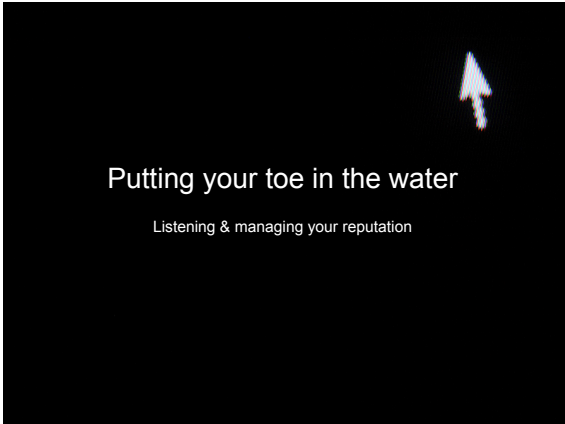 Putting your toe in the water
Listening & managing your reputation